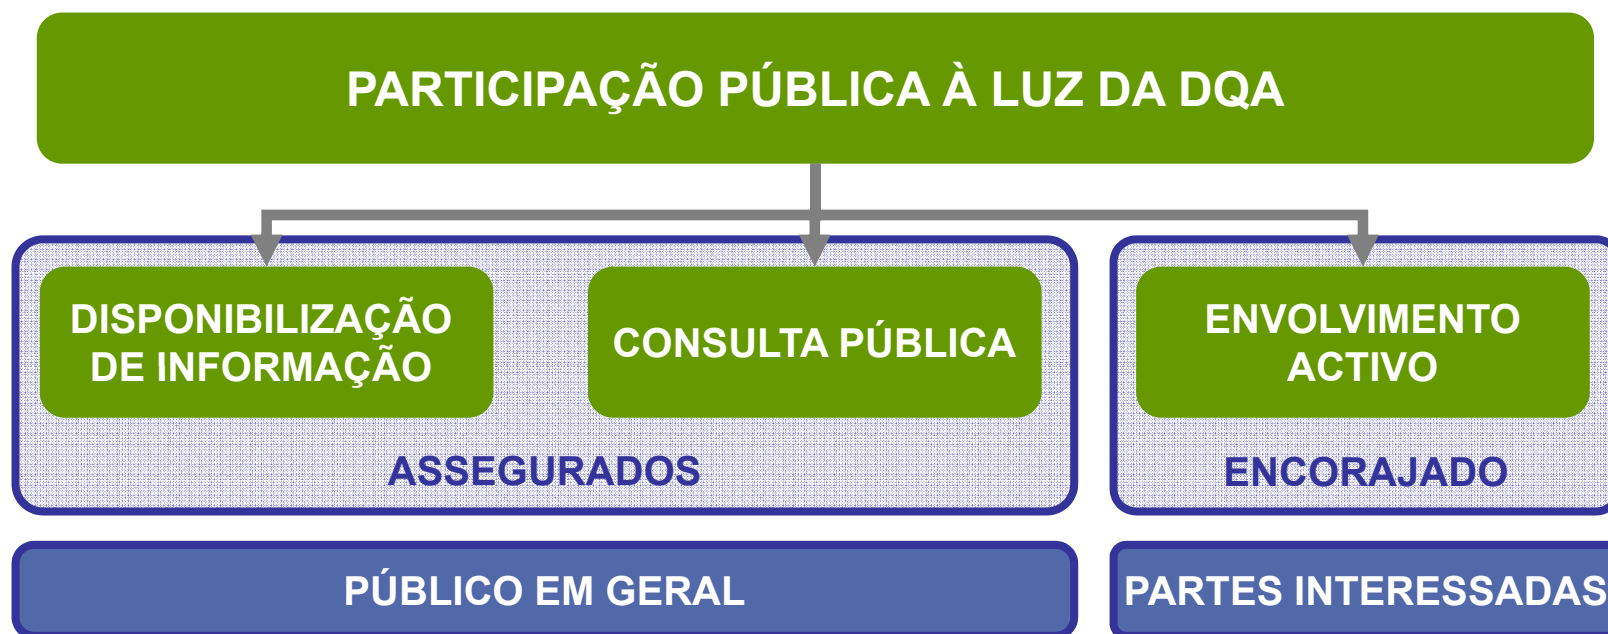 PARTICIPAÇÃO PÚBLICA À LUZ DA DQA
DISPONIBILIZAÇÃO
DE INFORMAÇÃO
CONSULTA PÚBLICA
ENVOLVIMENTO
ACTIVO
ASSEGURADOS
ENCORAJADO
PÚBLICO EM GERAL
PARTES INTERESSADAS